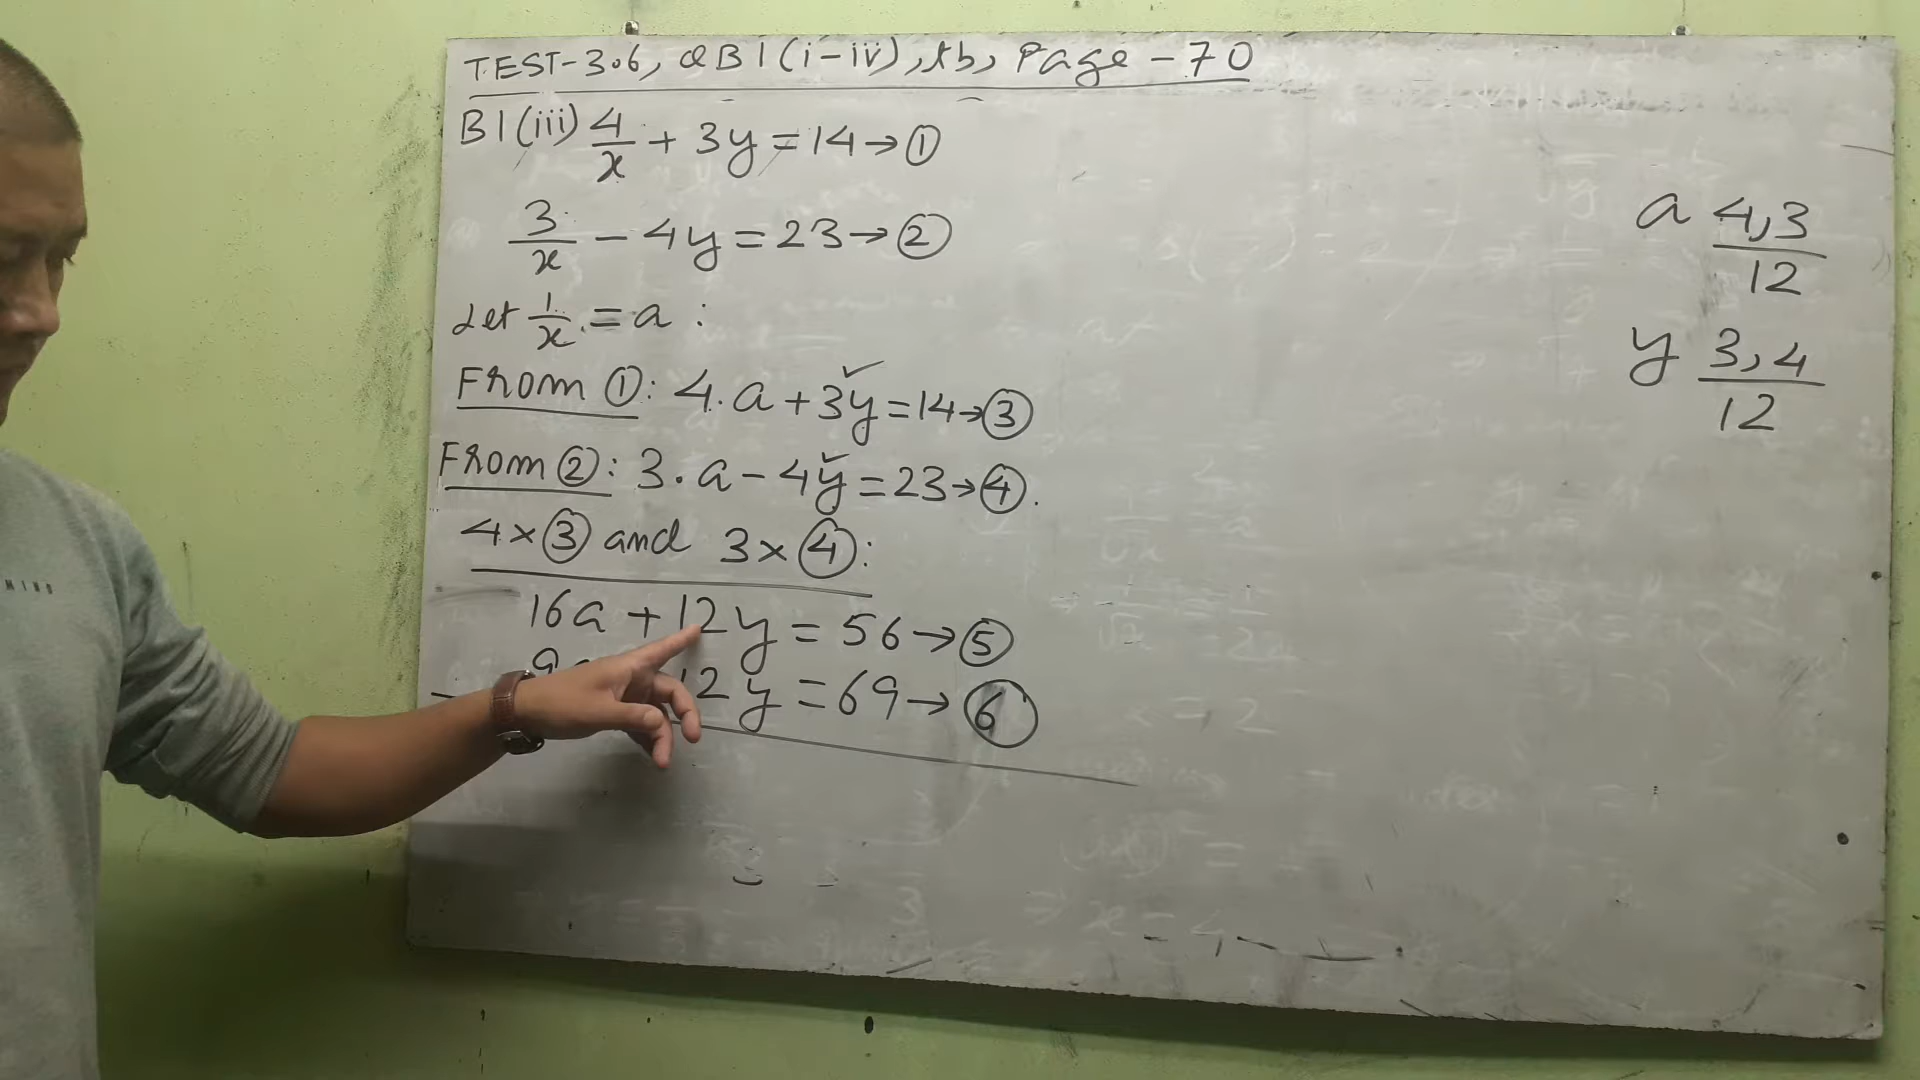 TEST-3.6, QB1(i-iv), tb, Page-70
B1(iii) 4/x + 3y = 14 → ①
3/x - 4y = 23 → ②
Let 1/x = a :
From ①: 4.a + 3y = 14 → ③
From ②: 3.a - 4y = 23 → ④.
4×③ and 3×④:
16a + 12y = 56 → ⑤
9 12y = 69 → ⑥
a 4,3
12
y 3,4
12